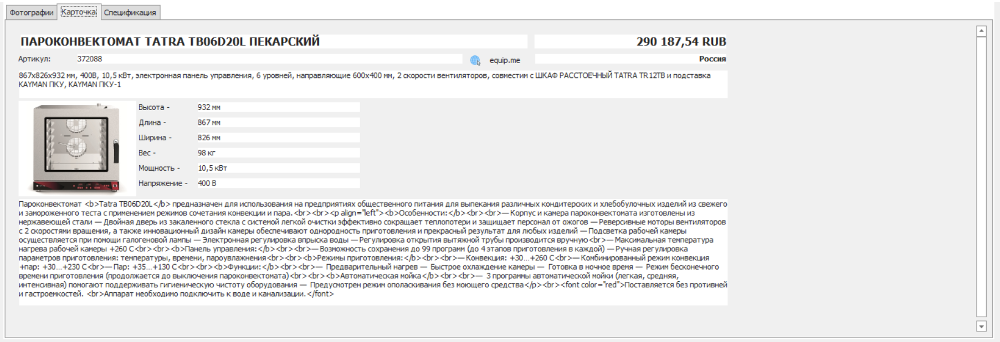 Фотографии Карточка Спецификация
ПАРОКОНВЕКТОМАТ TATRA TB06D20L ПЕКАРСКИЙ 290 187,54 RUB
Артикул: 372088 equip.me Россия
867x826x932 мм, 400В, 10,5 кВт, электронная панель управления, 6 уровней, направляющие 600x400 мм, 2 скорости вентиляторов, совместим с ШКАФ РАССТОЕЧНЫЙ TATRA TR12TB и подставка
KAYMAN ПКУ, KAYMAN ПКУ-1
Высота - 932 мм
Длина - 867 мм
Ширина - 826 мм
Вес - 98 кг
Мощность - 10,5 кВт
Напряжение - 400 В
Пароконвектомат <b>Tatra TB06D20L</b> предназначен для использования на предприятиях общественного питания для выпекания различных кондитерских и хлебобулочных изделий из свежего
и замороженного теста с применением режимов сочетания конвекции и пара.<br><br><p align="left"><b>Особенности:</b><br><br>— Корпус и камера пароконвектомата изготовлены из
нержавеющей стали — Двойная дверь из закаленного стекла с системой легкой очистки эффективно сокращает теплопотери и защищает персонал от ожогов — Реверсивные моторы вентиляторов
с 2 скоростями вращения, а также инновационный дизайн камеры обеспечивают однородность приготовления и прекрасный результат для любых изделий — Подсветка рабочей камеры
осуществляется при помощи галогеновой лампы — Электронная регулировка впрыска воды — Регулировка открытия вытяжной трубы производится вручную<br>— Максимальная температура
нагрева рабочей камеры +260 С<br><br><b>Панель управления:</b><br><br>— Возможность сохранения до 99 программ (до 4 этапов приготовления в каждой) — Ручная регулировка
параметров приготовления: температуры, времени, пароувлажнения<br><br><b>Режимы приготовления:</b><br><br>— Конвекция: +30…+260 С<br>— Комбинированный режим конвекция
+пар: +30…+230 С<br>— Пар: +35…+130 С<br><br><b>Функции:</b><br><br>— Предварительный нагрев — Быстрое охлаждение камеры — Готовка в ночное время — Режим бесконечного
времени приготовления (продолжается до выключения пароконвектомата)<br><br><b>Автоматическая мойка</b><br><br>— 3 программы автоматической мойки (легкая, средняя,
интенсивная) помогают поддерживать гигиеническую чистоту оборудования — Предусмотрен режим ополаскивания без моющего средства</p><br><font color="red">Поставляется без противней
и гастроемкостей. <br>Аппарат необходимо подключить к воде и канализации.</font>